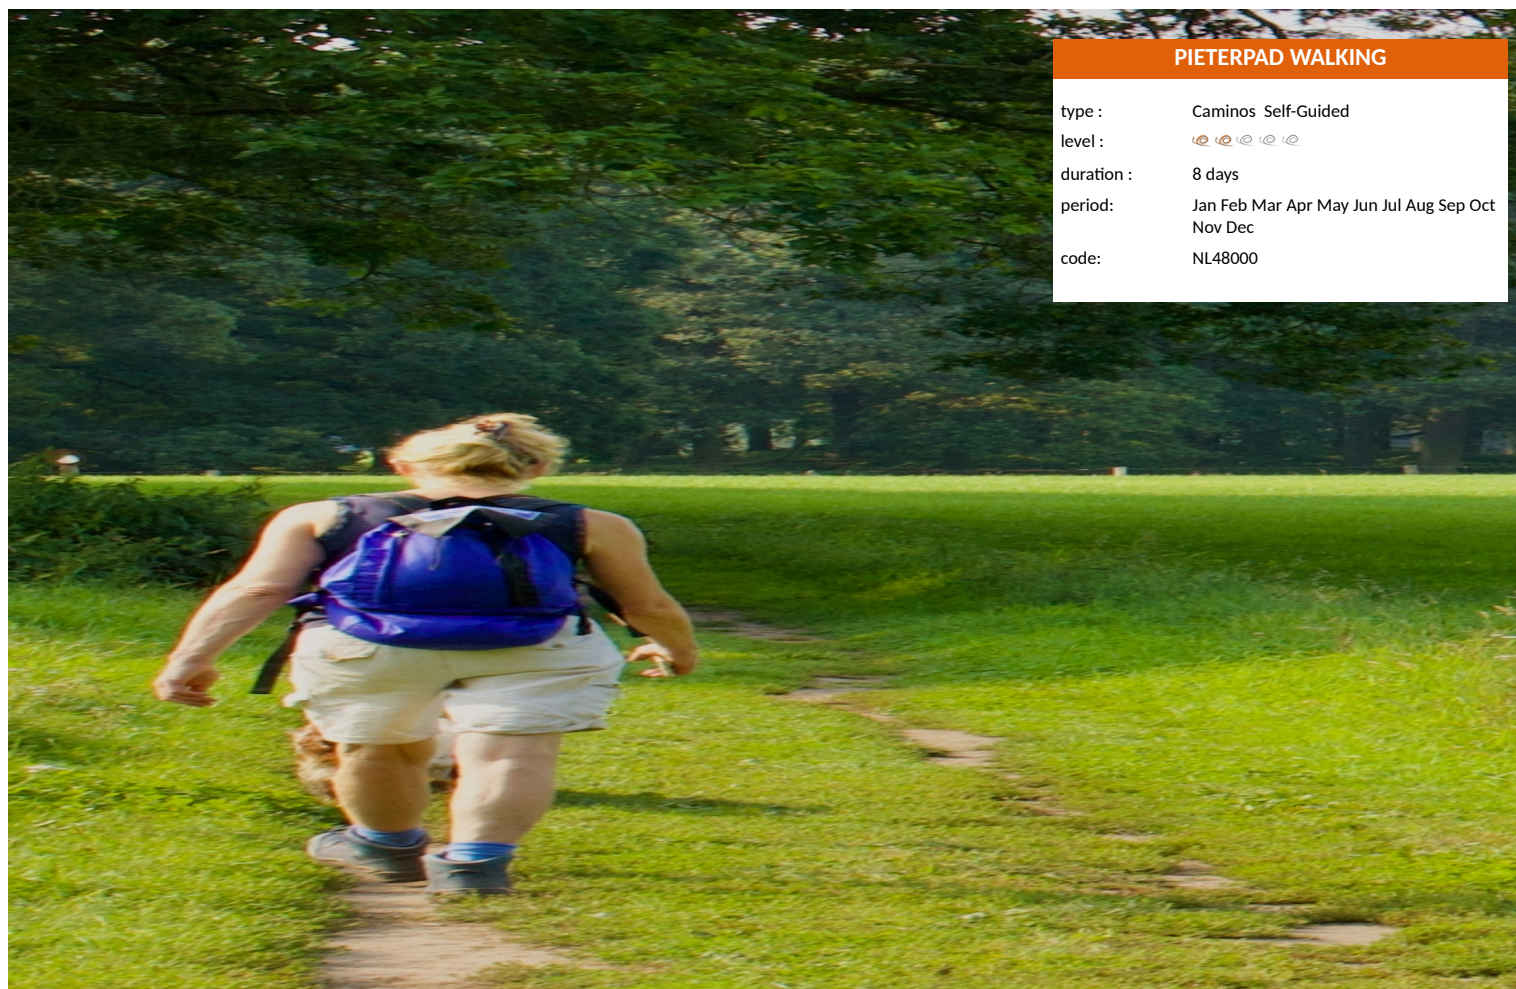 PIETERPAD WALKING
type : Caminos Self-Guided
level :
duration : 8 days
period: Jan Feb Mar Apr May Jun Jul Aug Sep Oct
Nov Dec
code: NL48000